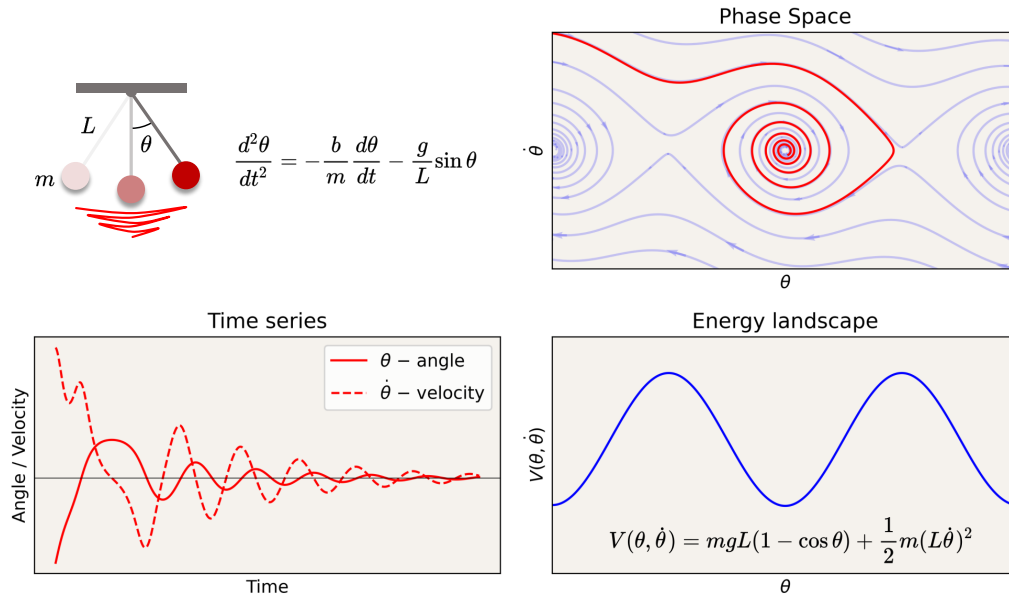 Phase Space
L
θ
m
d²θ/dt² = −b/m dθ/dt − g/L sin θ
θ̇
θ
Time series
θ − angle
θ̇ − velocity
Angle / Velocity
Time
Energy landscape
V(θ, θ̇)
V(θ, θ̇) = mgL(1 − cos θ) + 1/2 m(Lθ̇)²
θ